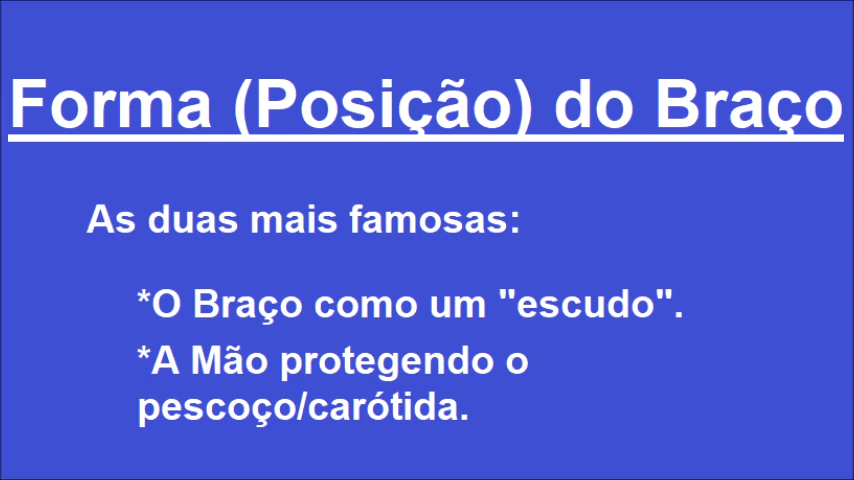 Forma (Posição) do Braço
As duas mais famosas:
*O Braço como um "escudo".
*A Mão protegendo o
pescoço/carótida.